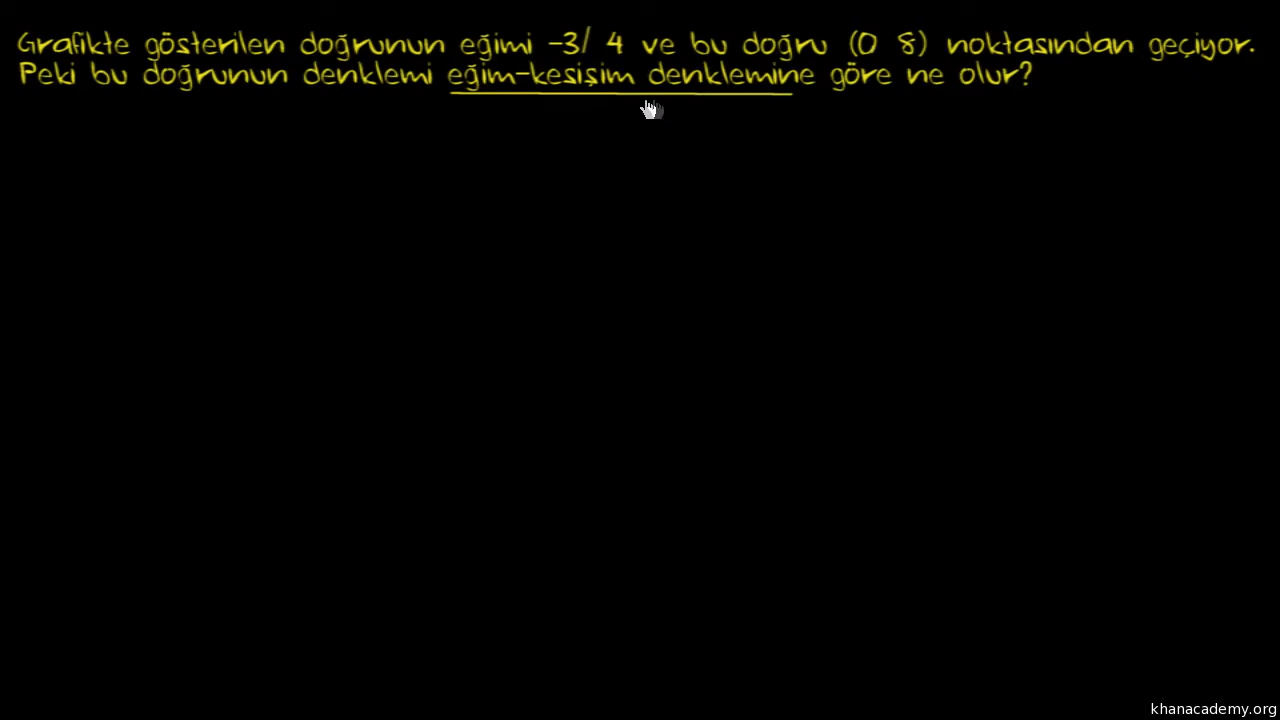 Grafikte gösterilen doğrunun eğimi -3/ 4 ve bu doğru (0 8) noktasından geçiyor.
Peki bu doğrunun denklemi eğim-kesişim denklemine göre ne olur?
khanacademy.org